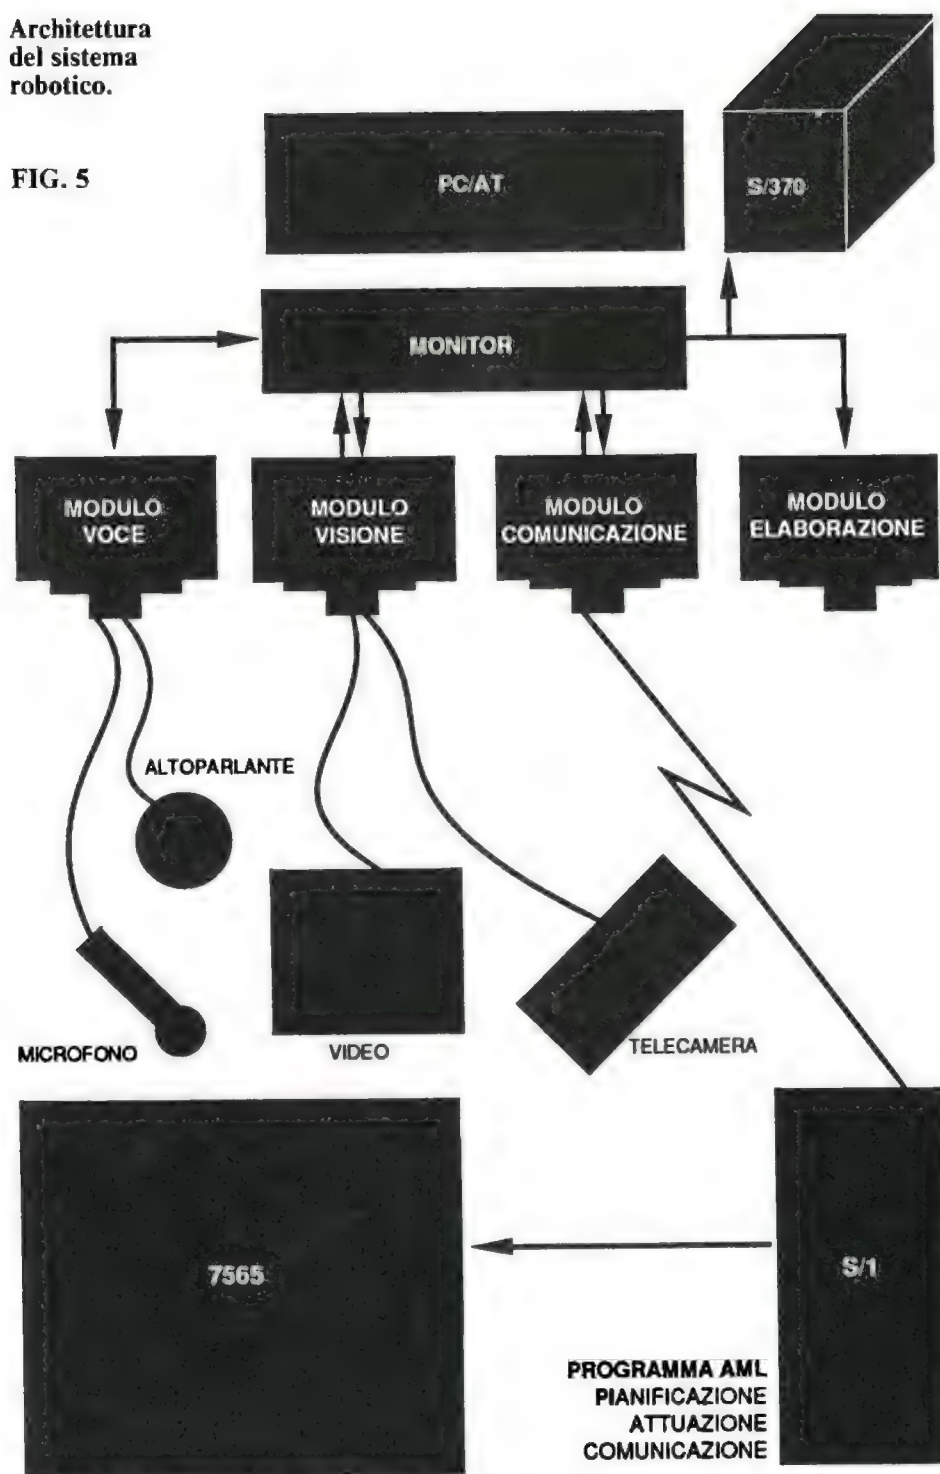 Architettura
del sistema
robotico.
FIG. 5
PC/AT
S/370
MONITOR
MODULO
VOCE
MODULO
VISIONE
MODULO
COMUNICAZIONE
MODULO
ELABORAZIONE
ALTOPARLANTE
MICROFONO
VIDEO
TELECAMERA
7565
S/1
PROGRAMMA AML
PIANIFICAZIONE
ATTUAZIONE
COMUNICAZIONE